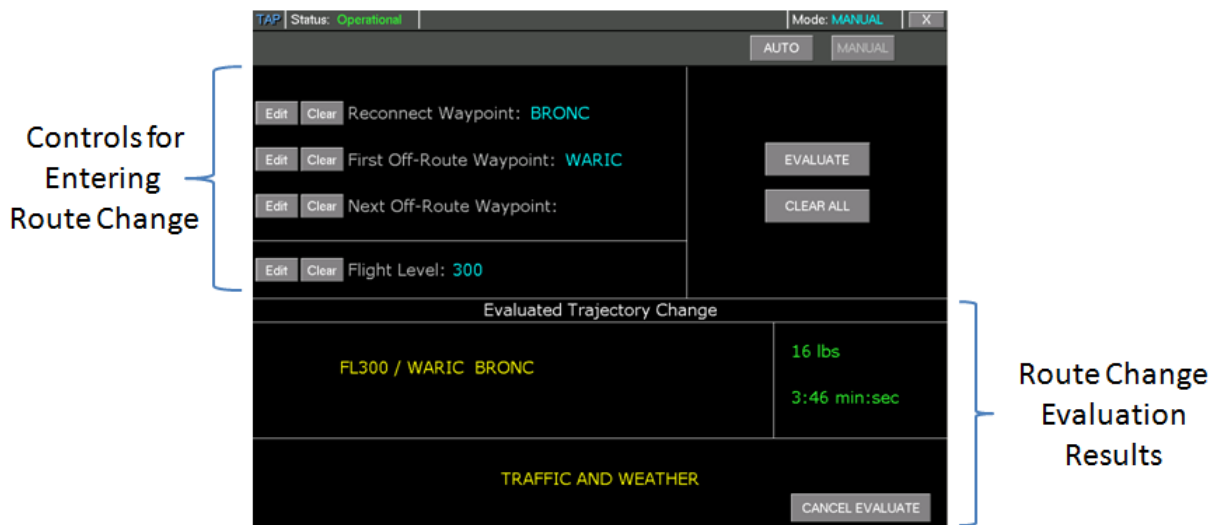 TAP Status: Operational Mode: MANUAL X
AUTO MANUAL
Controls for
Entering
Route Change
Edit Clear Reconnect Waypoint: BRONC
Edit Clear First Off-Route Waypoint: WARIC
Edit Clear Next Off-Route Waypoint:
Edit Clear Flight Level: 300
EVALUATE
CLEAR ALL
Evaluated Trajectory Change
FL300 / WARIC BRONC
16 lbs
3:46 min:sec
TRAFFIC AND WEATHER
CANCEL EVALUATE
Route Change
Evaluation
Results